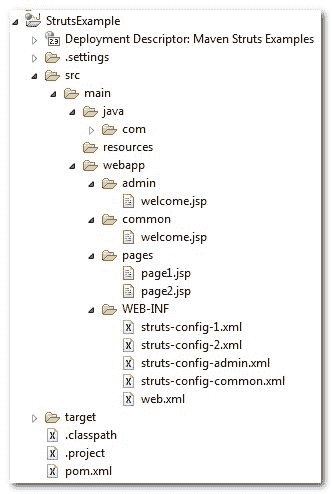 StrutsExample
Deployment Descriptor: Maven Struts Examples
.settings
src
main
java
com
resources
webapp
admin
welcome.jsp
common
welcome.jsp
pages
page1.jsp
page2.jsp
WEB-INF
struts-config-1.xml
struts-config-2.xml
struts-config-admin.xml
struts-config-common.xml
web.xml
target
.classpath
.project
pom.xml